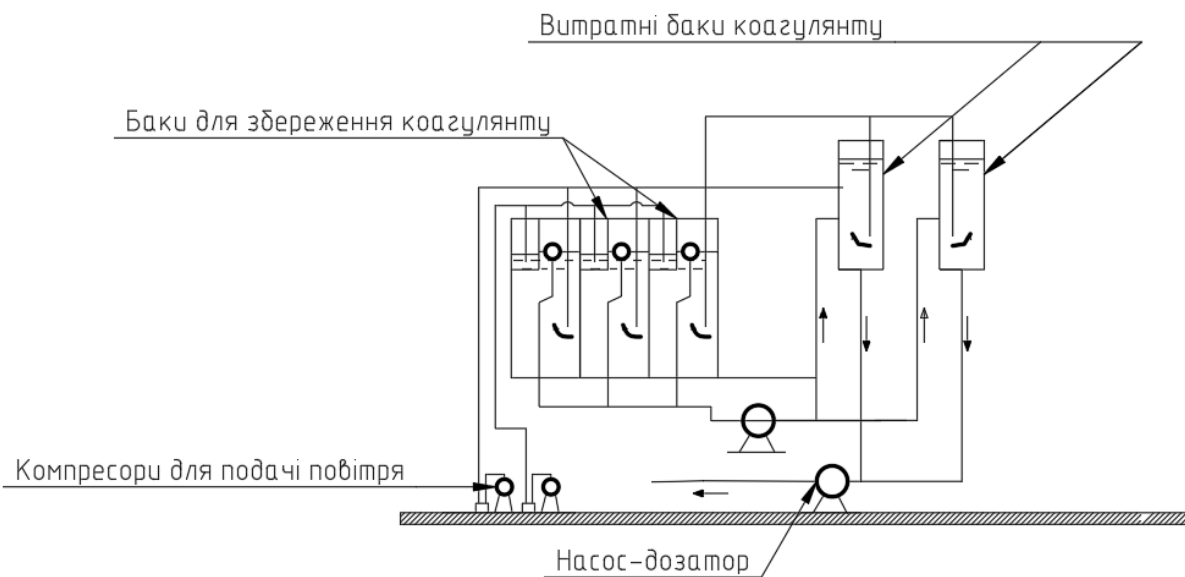 Витратні баки коагулянту
Баки для збереження коагулянту
Компресори для подачі повітря
Насос-дозатор